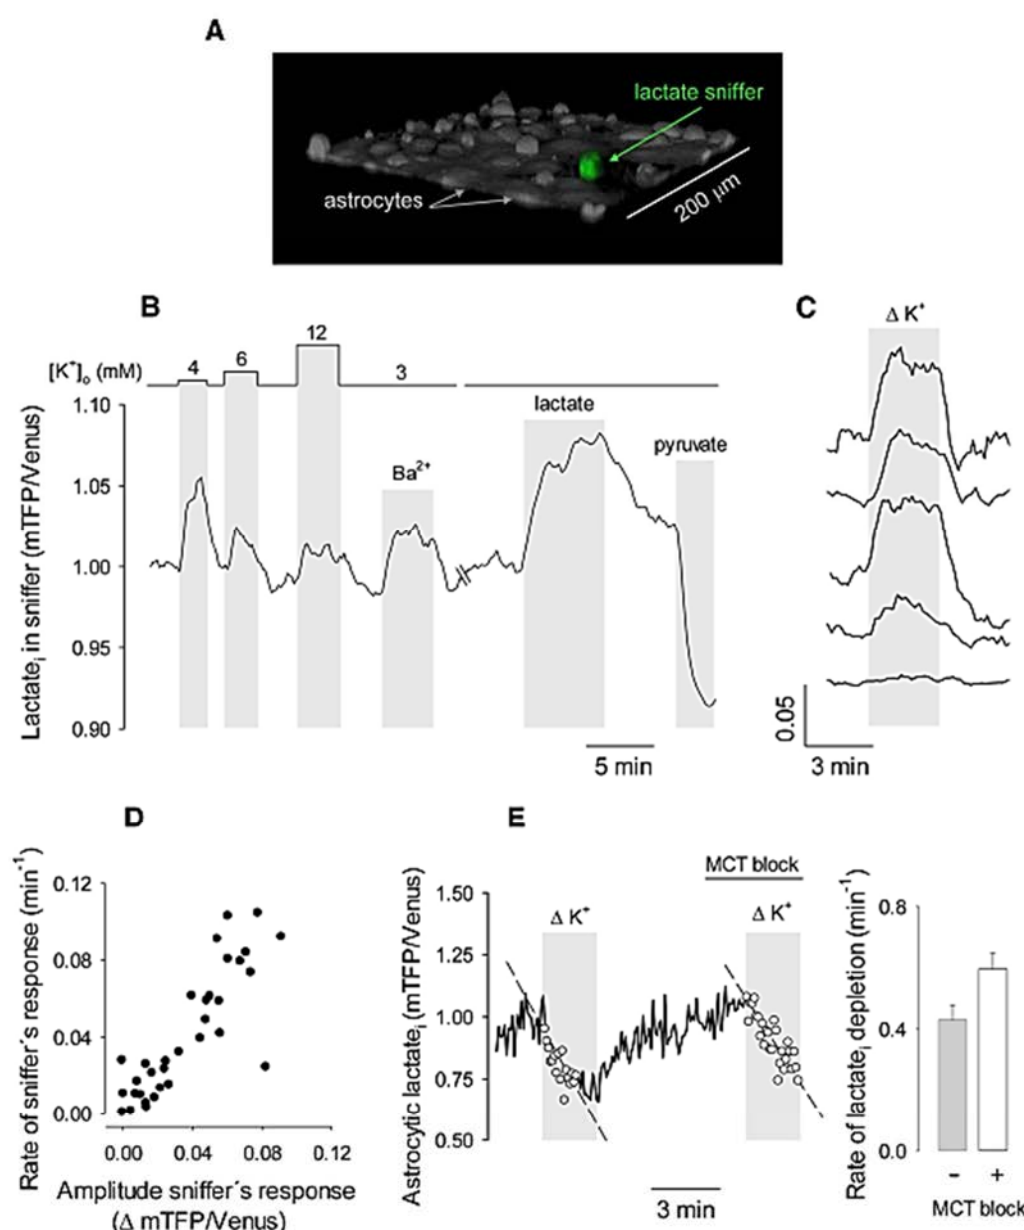 A
lactate sniffer
astrocytes
200 μm
B
[K⁺]ₒ (mM)
4
6
12
3
lactate
pyruvate
Ba²⁺
Lactateᵢ in sniffer (mTFP/Venus)
1.10
1.05
1.00
0.95
0.90
5 min
C
Δ K⁺
0.05
3 min
D
Rate of sniffer´s response (min⁻¹)
0.12
0.08
0.04
0.00
0.00 0.04 0.08 0.12
Amplitude sniffer´s response
(Δ mTFP/Venus)
E
MCT block
Δ K⁺
Δ K⁺
Astrocytic lactateᵢ (mTFP/Venus)
1.50
1.25
1.00
0.75
0.50
3 min
Rate of lactateᵢ depletion (min⁻¹)
0.8
0.4
0.0
- +
MCT block